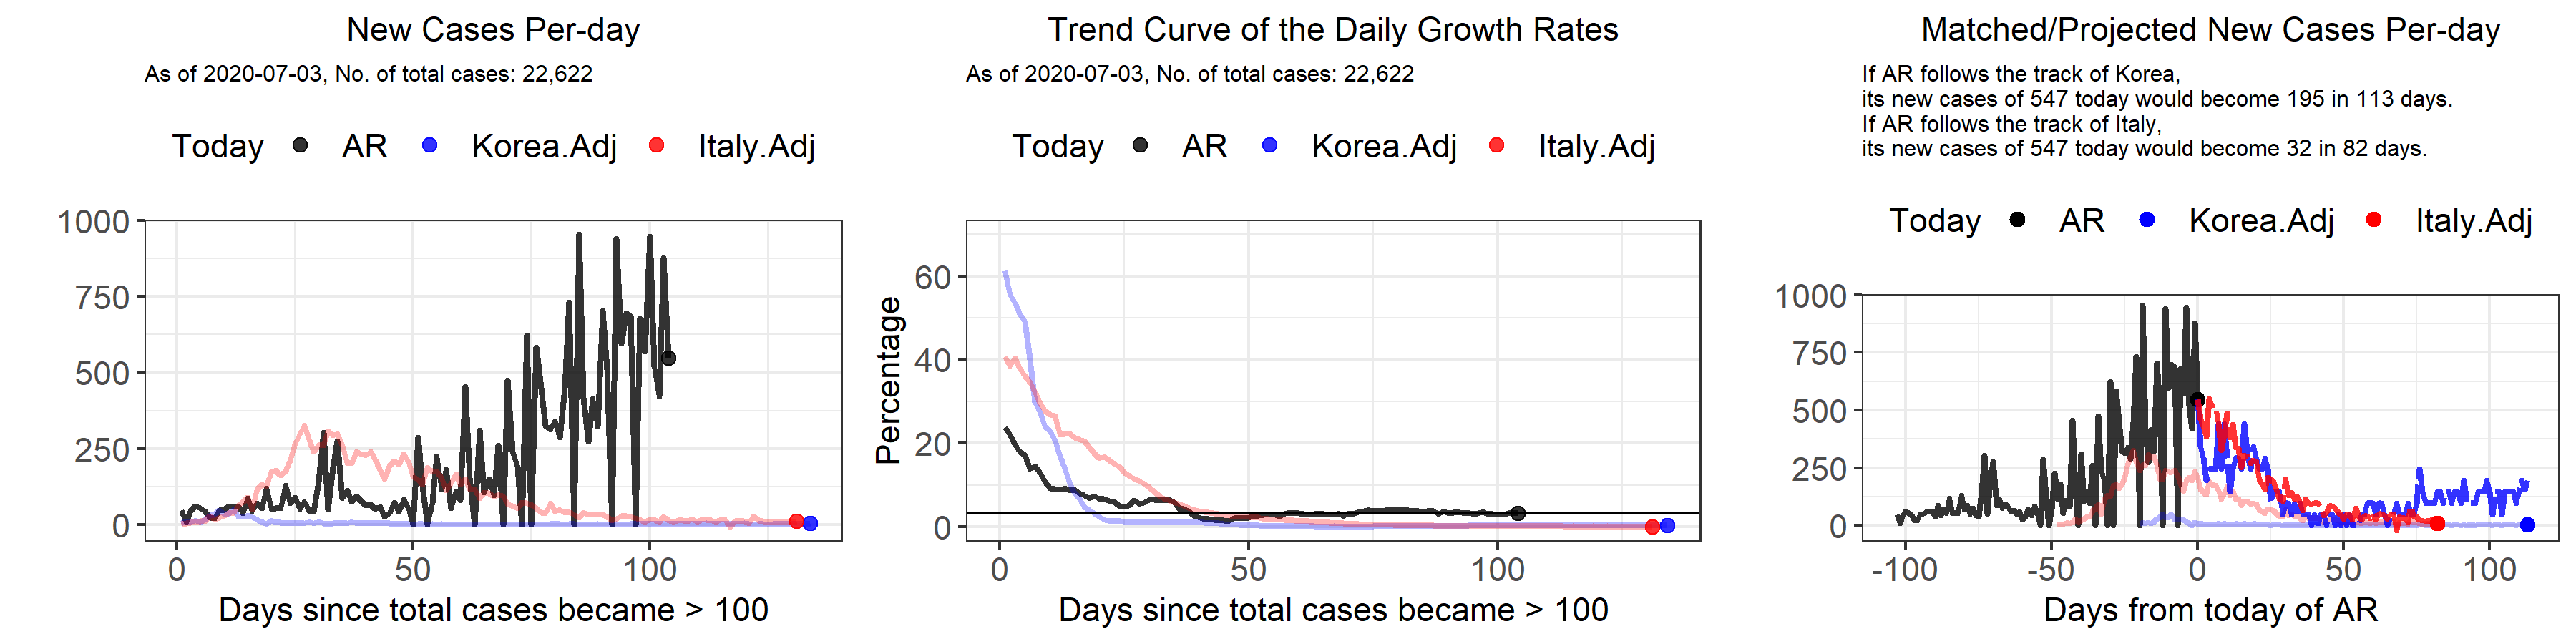 New Cases Per-day
As of 2020-07-03, No. of total cases: 22,622
Today AR Korea.Adj Italy.Adj
1000
750
500
250
0
0 50 100
Days since total cases became > 100
Trend Curve of the Daily Growth Rates
As of 2020-07-03, No. of total cases: 22,622
Today AR Korea.Adj Italy.Adj
Percentage
60
40
20
0
0 50 100
Days since total cases became > 100
Matched/Projected New Cases Per-day
If AR follows the track of Korea,
its new cases of 547 today would become 195 in 113 days.
If AR follows the track of Italy,
its new cases of 547 today would become 32 in 82 days.
Today AR Korea.Adj Italy.Adj
1000
750
500
250
0
-100 -50 0 50 100
Days from today of AR